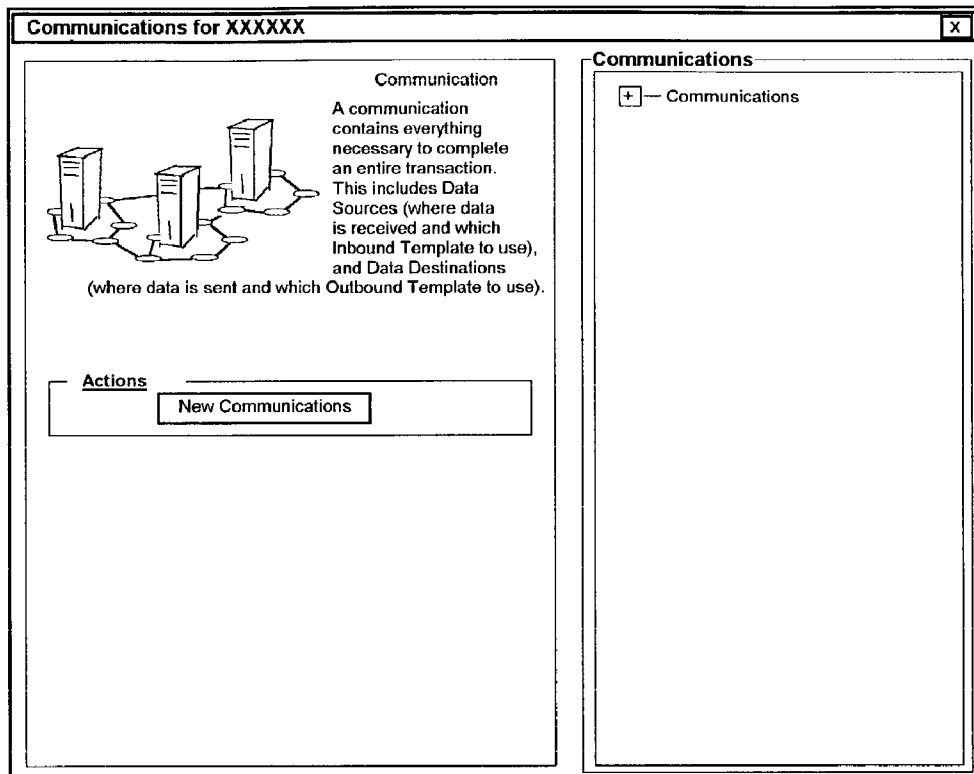 Communications for XXXXXX
X
Communication
A communication
contains everything
necessary to complete
an entire transaction.
This includes Data
Sources (where data
is received and which
Inbound Template to use),
and Data Destinations
(where data is sent and which Outbound Template to use).
Actions
New Communications
Communications
+ Communications